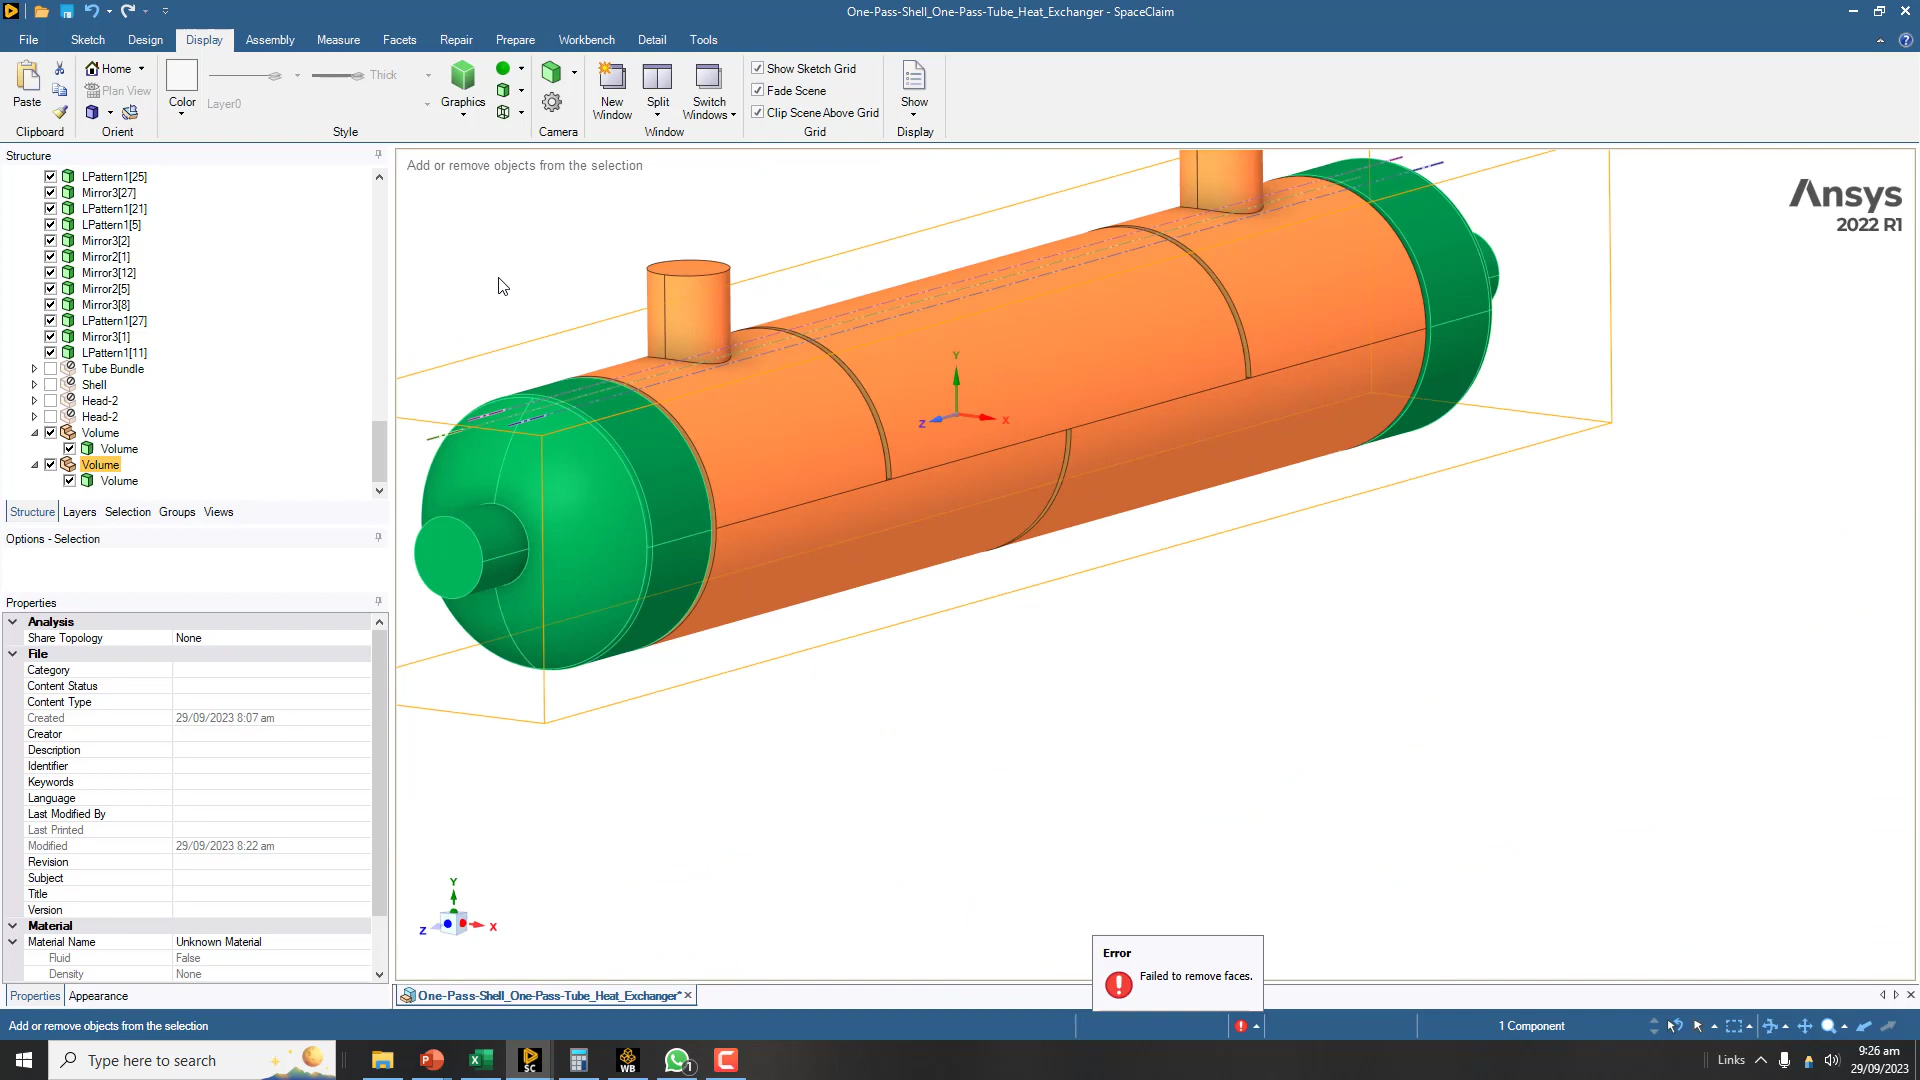 One-Pass-Shell_One-Pass-Tube_Heat_Exchanger - SpaceClaim
File Sketch Design Display Assembly Measure Facets Repair Prepare Workbench Detail Tools
Paste
Clipboard
Home
Plan View
Orient
Color
Thick
Layer0
Style
Graphics
Camera
New Window
Split
Switch Windows
Window
Show Sketch Grid
Fade Scene
Clip Scene Above Grid
Grid
Show
Display
Structure
LPattern1[25]
Mirror3[27]
LPattern1[21]
LPattern1[5]
Mirror3[2]
Mirror2[1]
Mirror3[12]
Mirror2[5]
Mirror3[8]
LPattern1[27]
Mirror3[1]
LPattern1[11]
Tube Bundle
Shell
Head-2
Head-2
Volume
Volume
Volume
Volume
Structure Layers Selection Groups Views
Options - Selection
Properties
Analysis
Share Topology None
File
Category
Content Status
Content Type
Created 29/09/2023 8:07 am
Creator
Description
Identifier
Keywords
Language
Last Modified By
Last Printed
Modified 29/09/2023 8:22 am
Revision
Subject
Title
Version
Material
Material Name Unknown Material
Fluid False
Density None
Properties Appearance
Add or remove objects from the selection
Ansys
2022 R1
Y
Z
X
Y
Z
X
Error
Failed to remove faces.
One-Pass-Shell_One-Pass-Tube_Heat_Exchanger*
Add or remove objects from the selection
1 Component
Type here to search
SC
WB
1
Links
9:26 am
29/09/2023